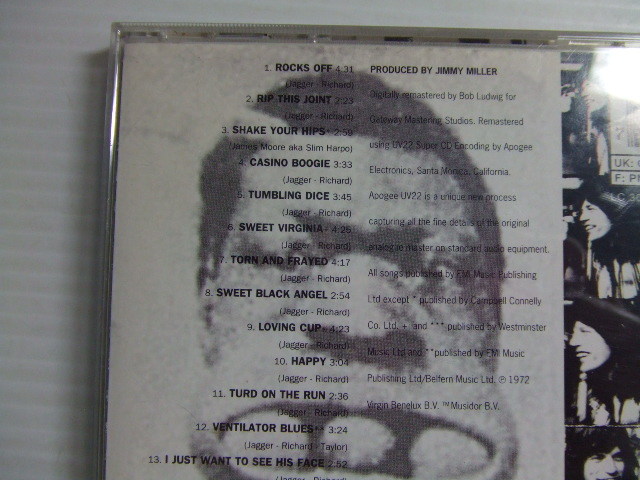 1. ROCKS OFF 4:31
(Jagger - Richard)
2. RIP THIS JOINT 2:23
(Jagger - Richard)
3. SHAKE YOUR HIPS* 2:59
(James Moore aka Slim Harpo)
4. CASINO BOOGIE 3:33
(Jagger - Richard)
5. TUMBLING DICE 3:45
(Jagger - Richard)
6. SWEET VIRGINIA 4:25
(Jagger - Richard)
7. TORN AND FRAYED 4:17
(Jagger - Richard)
8. SWEET BLACK ANGEL 2:54
(Jagger - Richard)
9. LOVING CUP 4:23
(Jagger - Richard)
10. HAPPY 3:04
(Jagger - Richard)
11. TURD ON THE RUN 2:36
(Jagger - Richard)
12. VENTILATOR BLUES** 3:24
(Jagger - Richard - Taylor)
13. I JUST WANT TO SEE HIS FACE 2:52
(Jagger - Richard)
PRODUCED BY JIMMY MILLER
Digitally remastered by Bob Ludwig for
Gateway Mastering Studios. Remastered
using UV22 Super CD Encoding by Apogee
Electronics, Santa Monica, California.
Apogee UV22 is a unique new process
capturing all the fine details of the original
analogue master on standard audio equipment.
All songs published by EMI Music Publishing
Ltd except * published by Campbell Connelly
Co. Ltd. + and *** published by Westminster
Music Ltd and **published by EMI Music
Publishing Ltd/Belfern Music Ltd. ℗ 1972
Virgin Benelux B.V. ™Musidor B.V.
UK:
F: PM